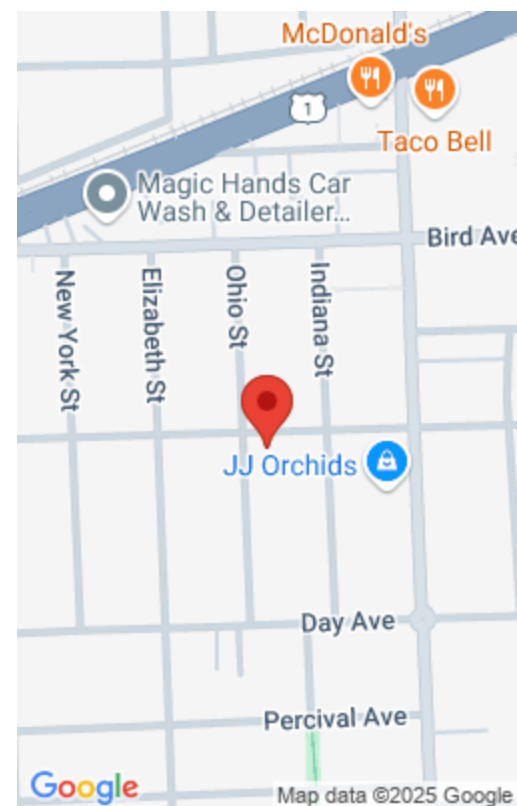 McDonald's
1
Taco Bell
Magic Hands Car
Wash & Detailer...
Bird Ave
New York St
Elizabeth St
Ohio St
Indiana St
JJ Orchids
Day Ave
Percival Ave
Google
Map data ©2025 Google